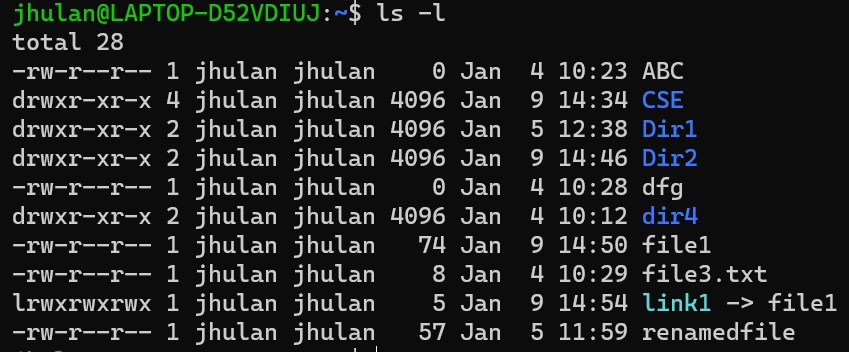 jhulan@LAPTOP-D52VDIUJ:~$ ls -l
total 28
-rw-r--r-- 1 jhulan jhulan    0 Jan  4 10:23 ABC
drwxr-xr-x 4 jhulan jhulan 4096 Jan  9 14:34 CSE
drwxr-xr-x 2 jhulan jhulan 4096 Jan  5 12:38 Dir1
drwxr-xr-x 2 jhulan jhulan 4096 Jan  9 14:46 Dir2
-rw-r--r-- 1 jhulan jhulan    0 Jan  4 10:28 dfg
drwxr-xr-x 2 jhulan jhulan 4096 Jan  4 10:12 dir4
-rw-r--r-- 1 jhulan jhulan   74 Jan  9 14:50 file1
-rw-r--r-- 1 jhulan jhulan    8 Jan  4 10:29 file3.txt
lrwxrwxrwx 1 jhulan jhulan    5 Jan  9 14:54 link1 -> file1
-rw-r--r-- 1 jhulan jhulan   57 Jan  5 11:59 renamedfile